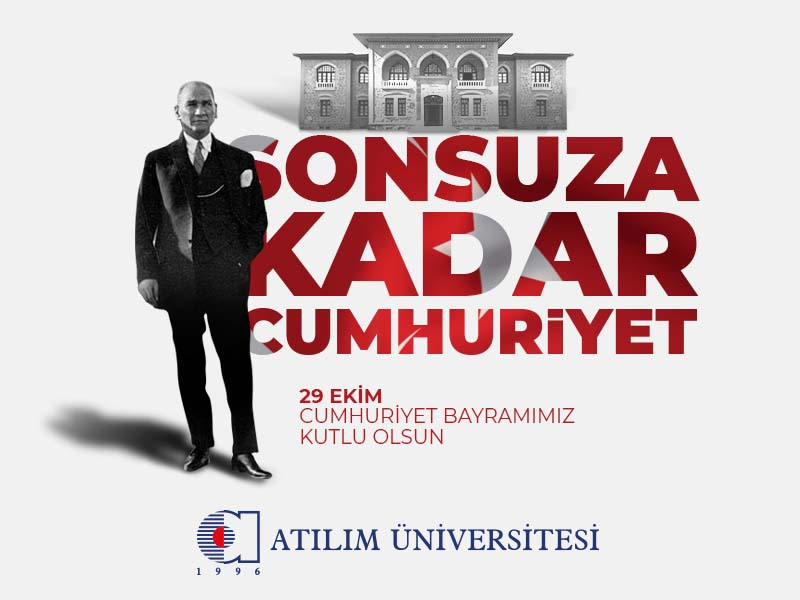 SONSUZA
KADAR
CUMHURİYET
29 EKİM
CUMHURİYET BAYRAMIMIZ
KUTLU OLSUN
ATILIM ÜNİVERSİTESİ
1996